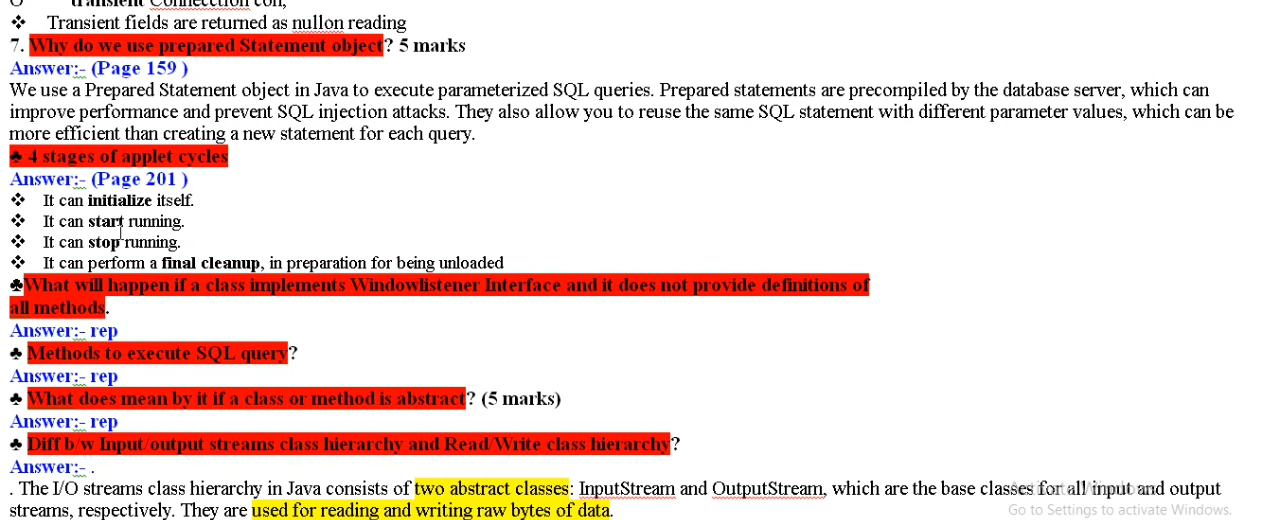 O transient Connecction con;
❖ Transient fields are returned as nullon reading
7. Why do we use prepared Statement object? 5 marks
Answer:- (Page 159 )
We use a Prepared Statement object in Java to execute parameterized SQL queries. Prepared statements are precompiled by the database server, which can
improve performance and prevent SQL injection attacks. They also allow you to reuse the same SQL statement with different parameter values, which can be
more efficient than creating a new statement for each query.
♣ 4 stages of applet cycles
Answer:- (Page 201 )
❖ It can initialize itself.
❖ It can start running.
❖ It can stop running.
❖ It can perform a final cleanup, in preparation for being unloaded
♣What will happen if a class implements Windowlistener Interface and it does not provide definitions of
all methods.
Answer:- rep
♣ Methods to execute SQL query?
Answer:- rep
♣ What does mean by it if a class or method is abstract? (5 marks)
Answer:- rep
♣ Diff b/w Input/output streams class hierarchy and Read/Write class hierarchy?
Answer:- .
. The I/O streams class hierarchy in Java consists of two abstract classes: InputStream and OutputStream, which are the base classes for all input and output
streams, respectively. They are used for reading and writing raw bytes of data.
Activate Windows
Go to Settings to activate Windows.